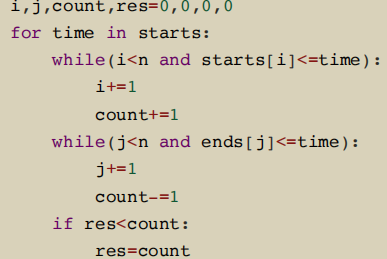 i,j,count,res=0,0,0,0
for time in starts:
    while(i<n and starts[i]<=time):
        i+=1
        count+=1
    while(j<n and ends[j]<=time):
        j+=1
        count-=1
    if res<count:
        res=count